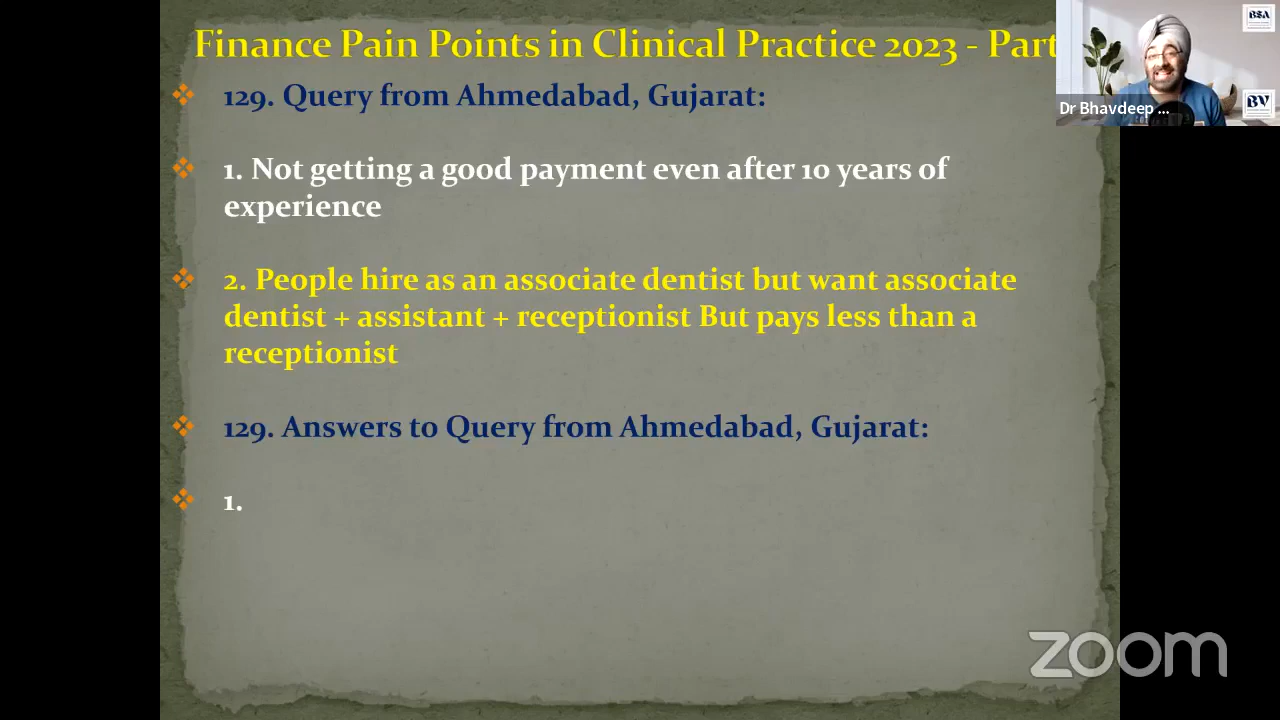 Finance Pain Points in Clinical Practice 2023 - Part
129. Query from Ahmedabad, Gujarat:
1. Not getting a good payment even after 10 years of
experience
2. People hire as an associate dentist but want associate
dentist + assistant + receptionist But pays less than a
receptionist
129. Answers to Query from Ahmedabad, Gujarat:
1.
BSA
BV
Dr Bhavdeep ...
zoom